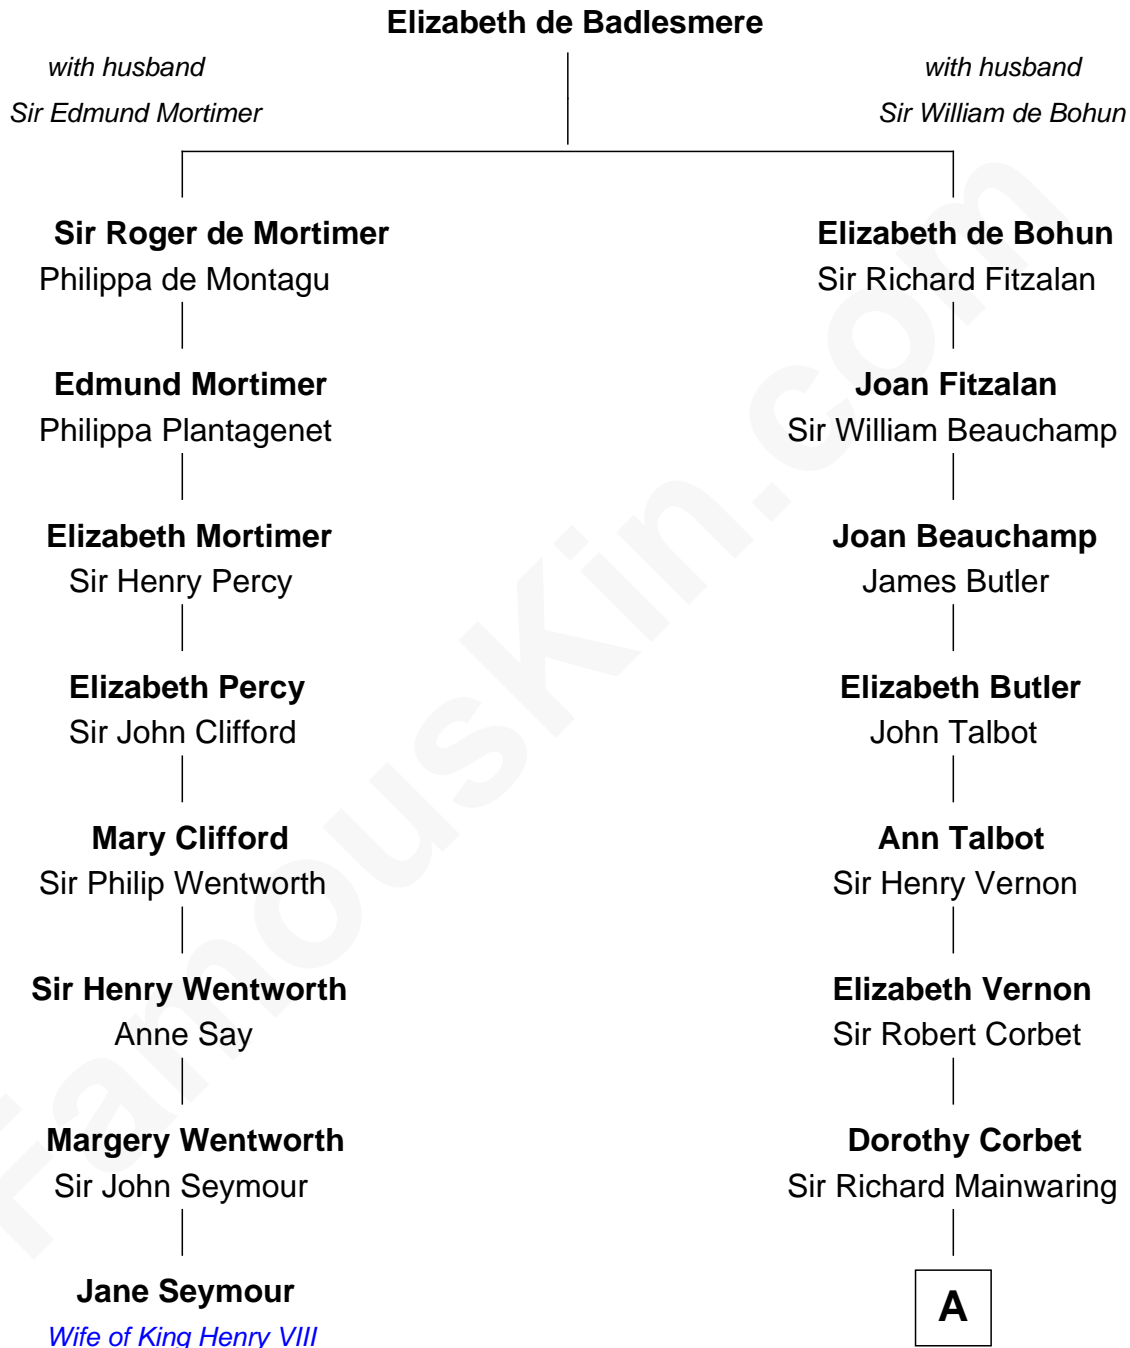 Elizabeth de Badlesmere
with husband
Sir Edmund Mortimer
with husband
Sir William de Bohun
Sir Roger de Mortimer
Philippa de Montagu
Elizabeth de Bohun
Sir Richard Fitzalan
Edmund Mortimer
Philippa Plantagenet
Joan Fitzalan
Sir William Beauchamp
Elizabeth Mortimer
Sir Henry Percy
Joan Beauchamp
James Butler
Elizabeth Percy
Sir John Clifford
Elizabeth Butler
John Talbot
Mary Clifford
Sir Philip Wentworth
Ann Talbot
Sir Henry Vernon
Sir Henry Wentworth
Anne Say
Elizabeth Vernon
Sir Robert Corbet
Margery Wentworth
Sir John Seymour
Dorothy Corbet
Sir Richard Mainwaring
Jane Seymour
Wife of King Henry VIII
A
FamousKin.com